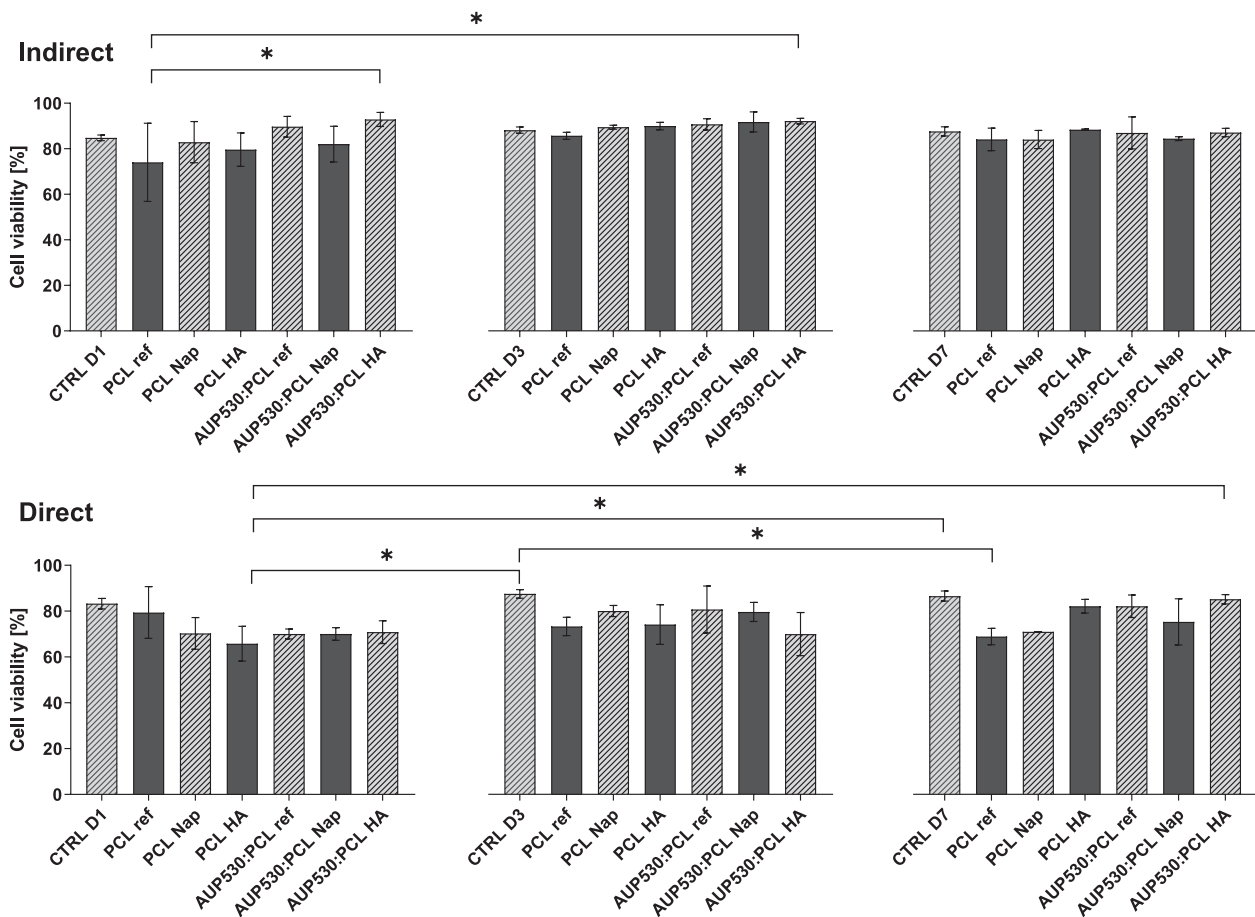 *
Indirect
*
Cell viability [%]
100
80
60
40
20
0
CTRL D1
PCL ref
PCL Nap
PCL HA
AUP530:PCL ref
AUP530:PCL Nap
AUP530:PCL HA
CTRL D3
PCL ref
PCL Nap
PCL HA
AUP530:PCL ref
AUP530:PCL Nap
AUP530:PCL HA
CTRL D7
PCL ref
PCL Nap
PCL HA
AUP530:PCL ref
AUP530:PCL Nap
AUP530:PCL HA
*
Direct
*
*
*
Cell viability [%]
100
80
60
40
20
0
CTRL D1
PCL ref
PCL Nap
PCL HA
AUP530:PCL ref
AUP530:PCL Nap
AUP530:PCL HA
CTRL D3
PCL ref
PCL Nap
PCL HA
AUP530:PCL ref
AUP530:PCL Nap
AUP530:PCL HA
CTRL D7
PCL ref
PCL Nap
PCL HA
AUP530:PCL ref
AUP530:PCL Nap
AUP530:PCL HA